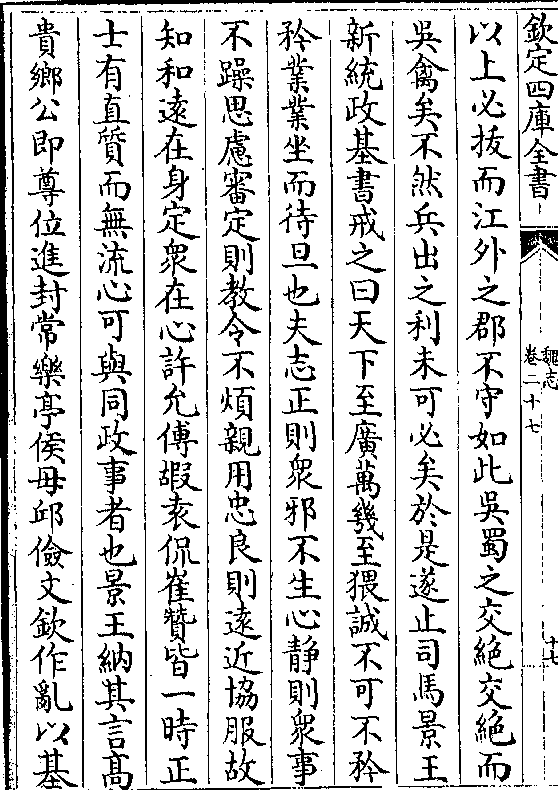 欽定四庫全書
魏志
卷二十七
十七
以上必拔而江外之郡不守如此吳蜀之交絶交絶而
吳禽矣不然兵出之利未可必矣於是遂止司馬景王
新統政基書戒之曰天下至廣萬幾至猥誠不可不矜
矜業業坐而待旦也夫志正則衆邪不生心靜則衆事
不躁思慮審定則教令不煩親用忠良則遠近協服故
知和遠在身定衆在心許允傅嘏袁侃崔贊皆一時正
士有直質而無流心可與同政事者也景王納其言髙
貴鄉公即尊位進封常樂亭侯毋邱儉文欽作亂以基